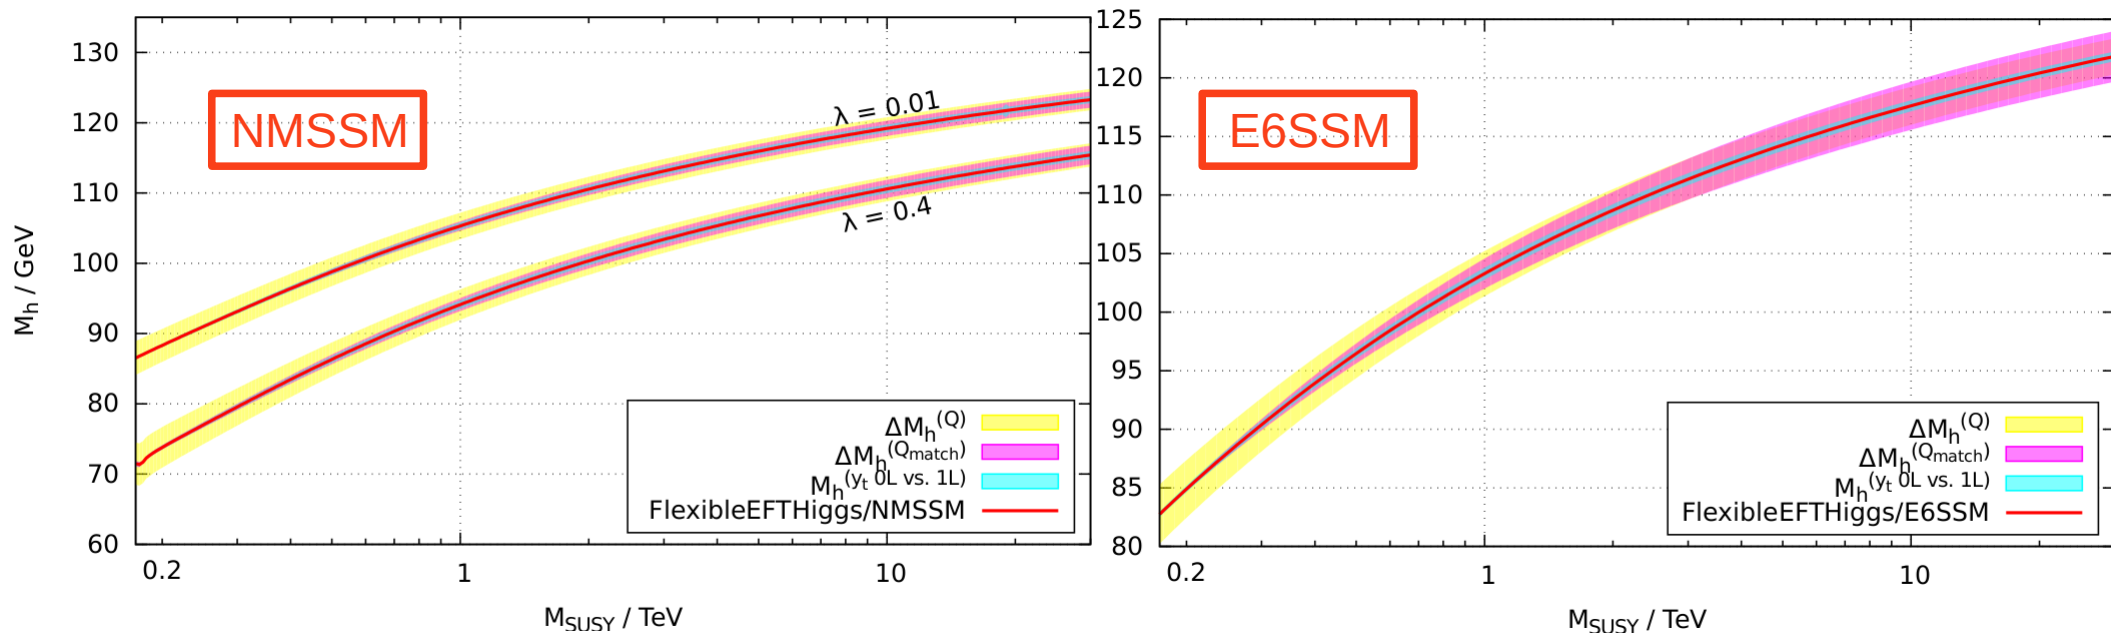 NMSSM
M_h / GeV
130
120
110
100
90
80
70
60
λ = 0.01
λ = 0.4
ΔM_h^(Q)
ΔM_h^(Q_match)
M_h^(y_t 0L vs. 1L)
FlexibleEFTHiggs/NMSSM
0.2
1
10
M_SUSY / TeV
E6SSM
125
120
115
110
105
100
95
90
85
80
ΔM_h^(Q)
ΔM_h^(Q_match)
M_h^(y_t 0L vs. 1L)
FlexibleEFTHiggs/E6SSM
0.2
1
10
M_SUSY / TeV